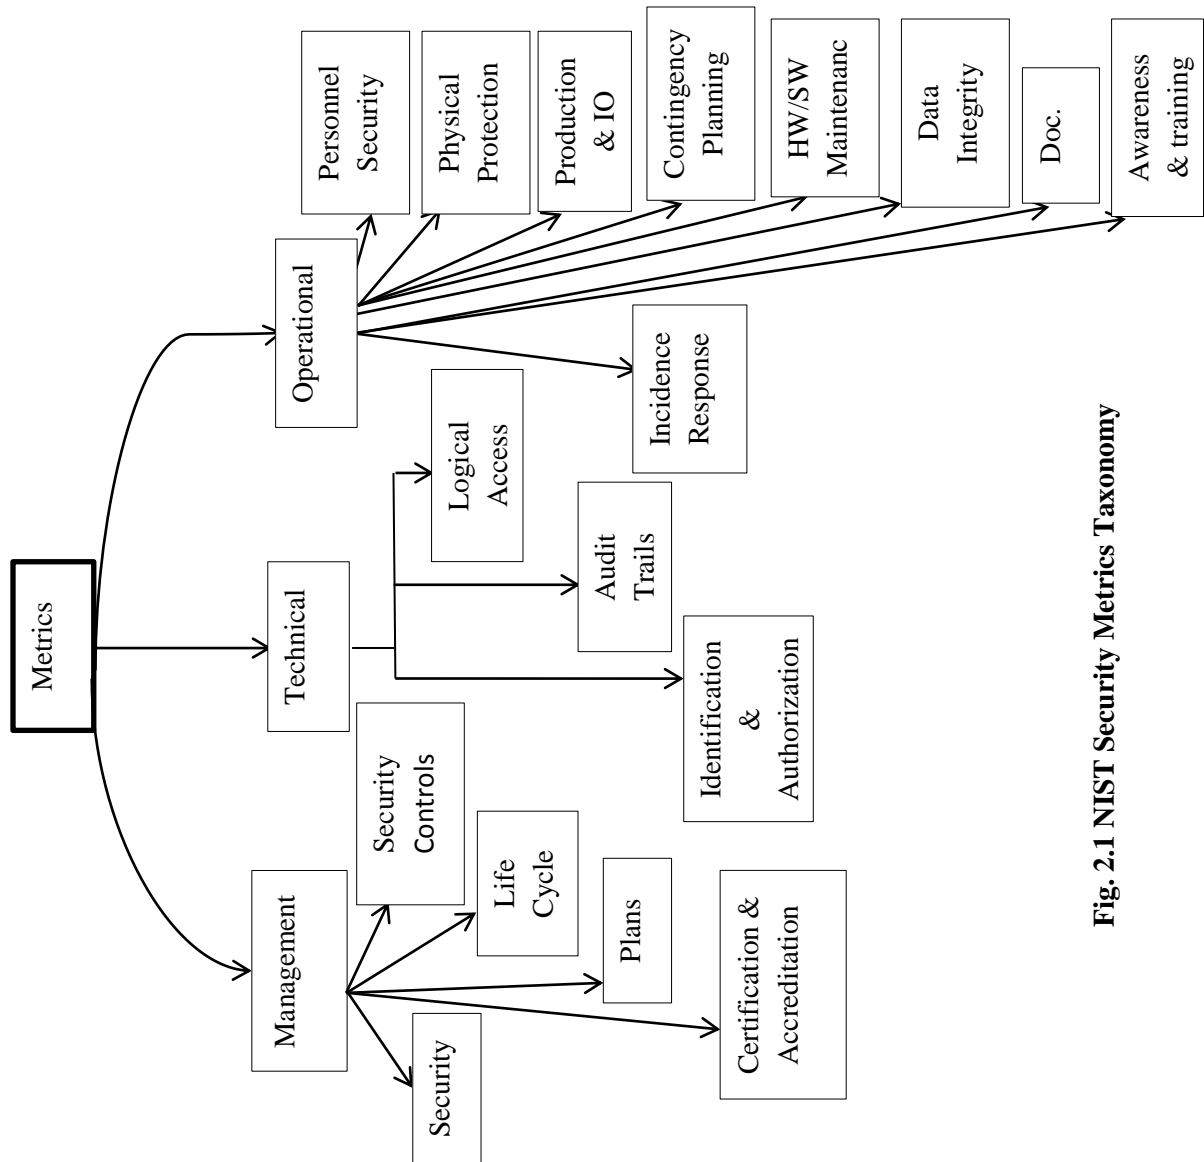 Metrics
Management
Technical
Operational
Security
Security
Controls
Life
Cycle
Plans
Certification &
Accreditation
Logical
Access
Audit
Trails
Identification
&
Authorization
Personnel
Security
Physical
Protection
Production
& IO
Contingency
Planning
HW/SW
Maintenanc
Data
Integrity
Doc.
Awareness
& training
Incidence
Response
Fig. 2.1 NIST Security Metrics Taxonomy